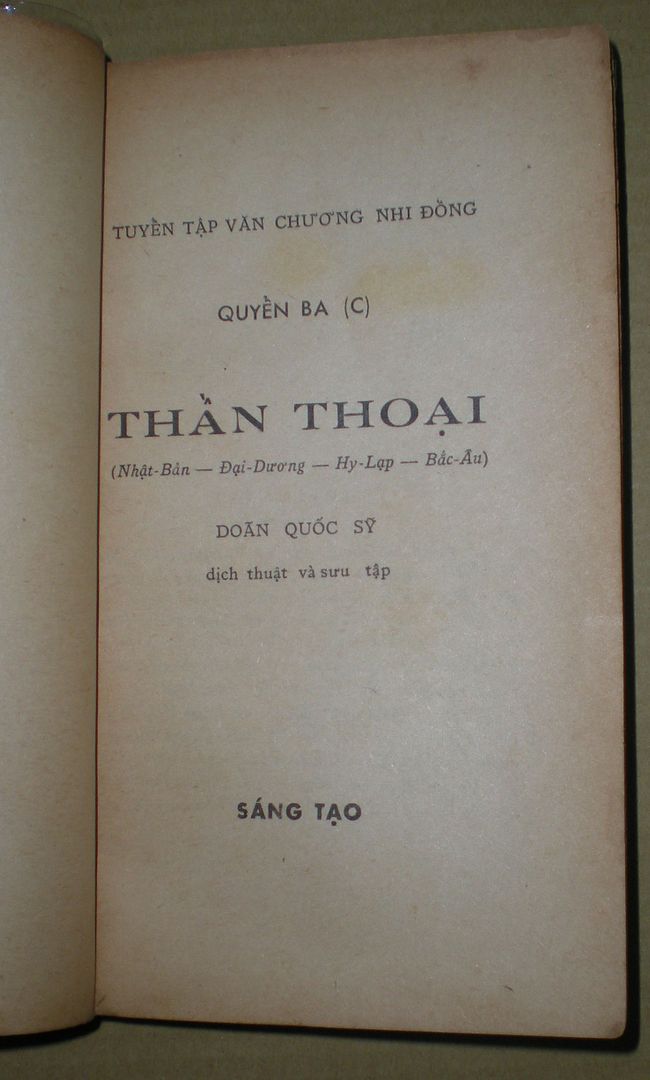 TUYỂN TẬP VĂN CHƯƠNG NHI ĐỒNG
QUYỂN BA (C)
THẦN THOẠI
(Nhật-Bản — Đại-Dương — Hy-Lạp — Bắc-Âu)
DOÃN QUỐC SỸ
dịch thuật và sưu tập
SÁNG TẠO